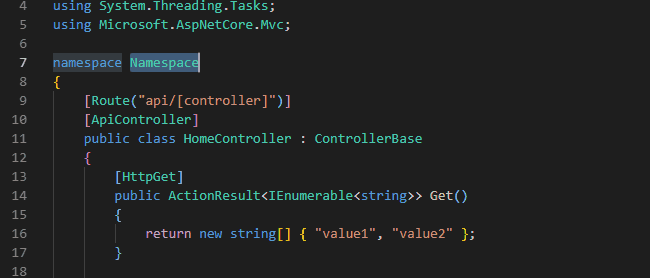 4 using System.Threading.Tasks;
5 using Microsoft.AspNetCore.Mvc;
6
7 namespace Namespace
8 {
9     [Route("api/[controller]")]
10     [ApiController]
11     public class HomeController : ControllerBase
12     {
13         [HttpGet]
14         public ActionResult<IEnumerable<string>> Get()
15         {
16             return new string[] { "value1", "value2" };
17         }
18